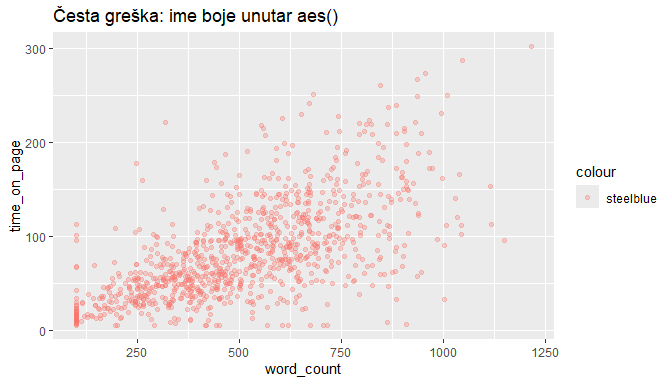 Česta greška: ime boje unutar aes()
300
200
100
0
time_on_page
250
500
750
1000
1250
word_count
colour
steelblue